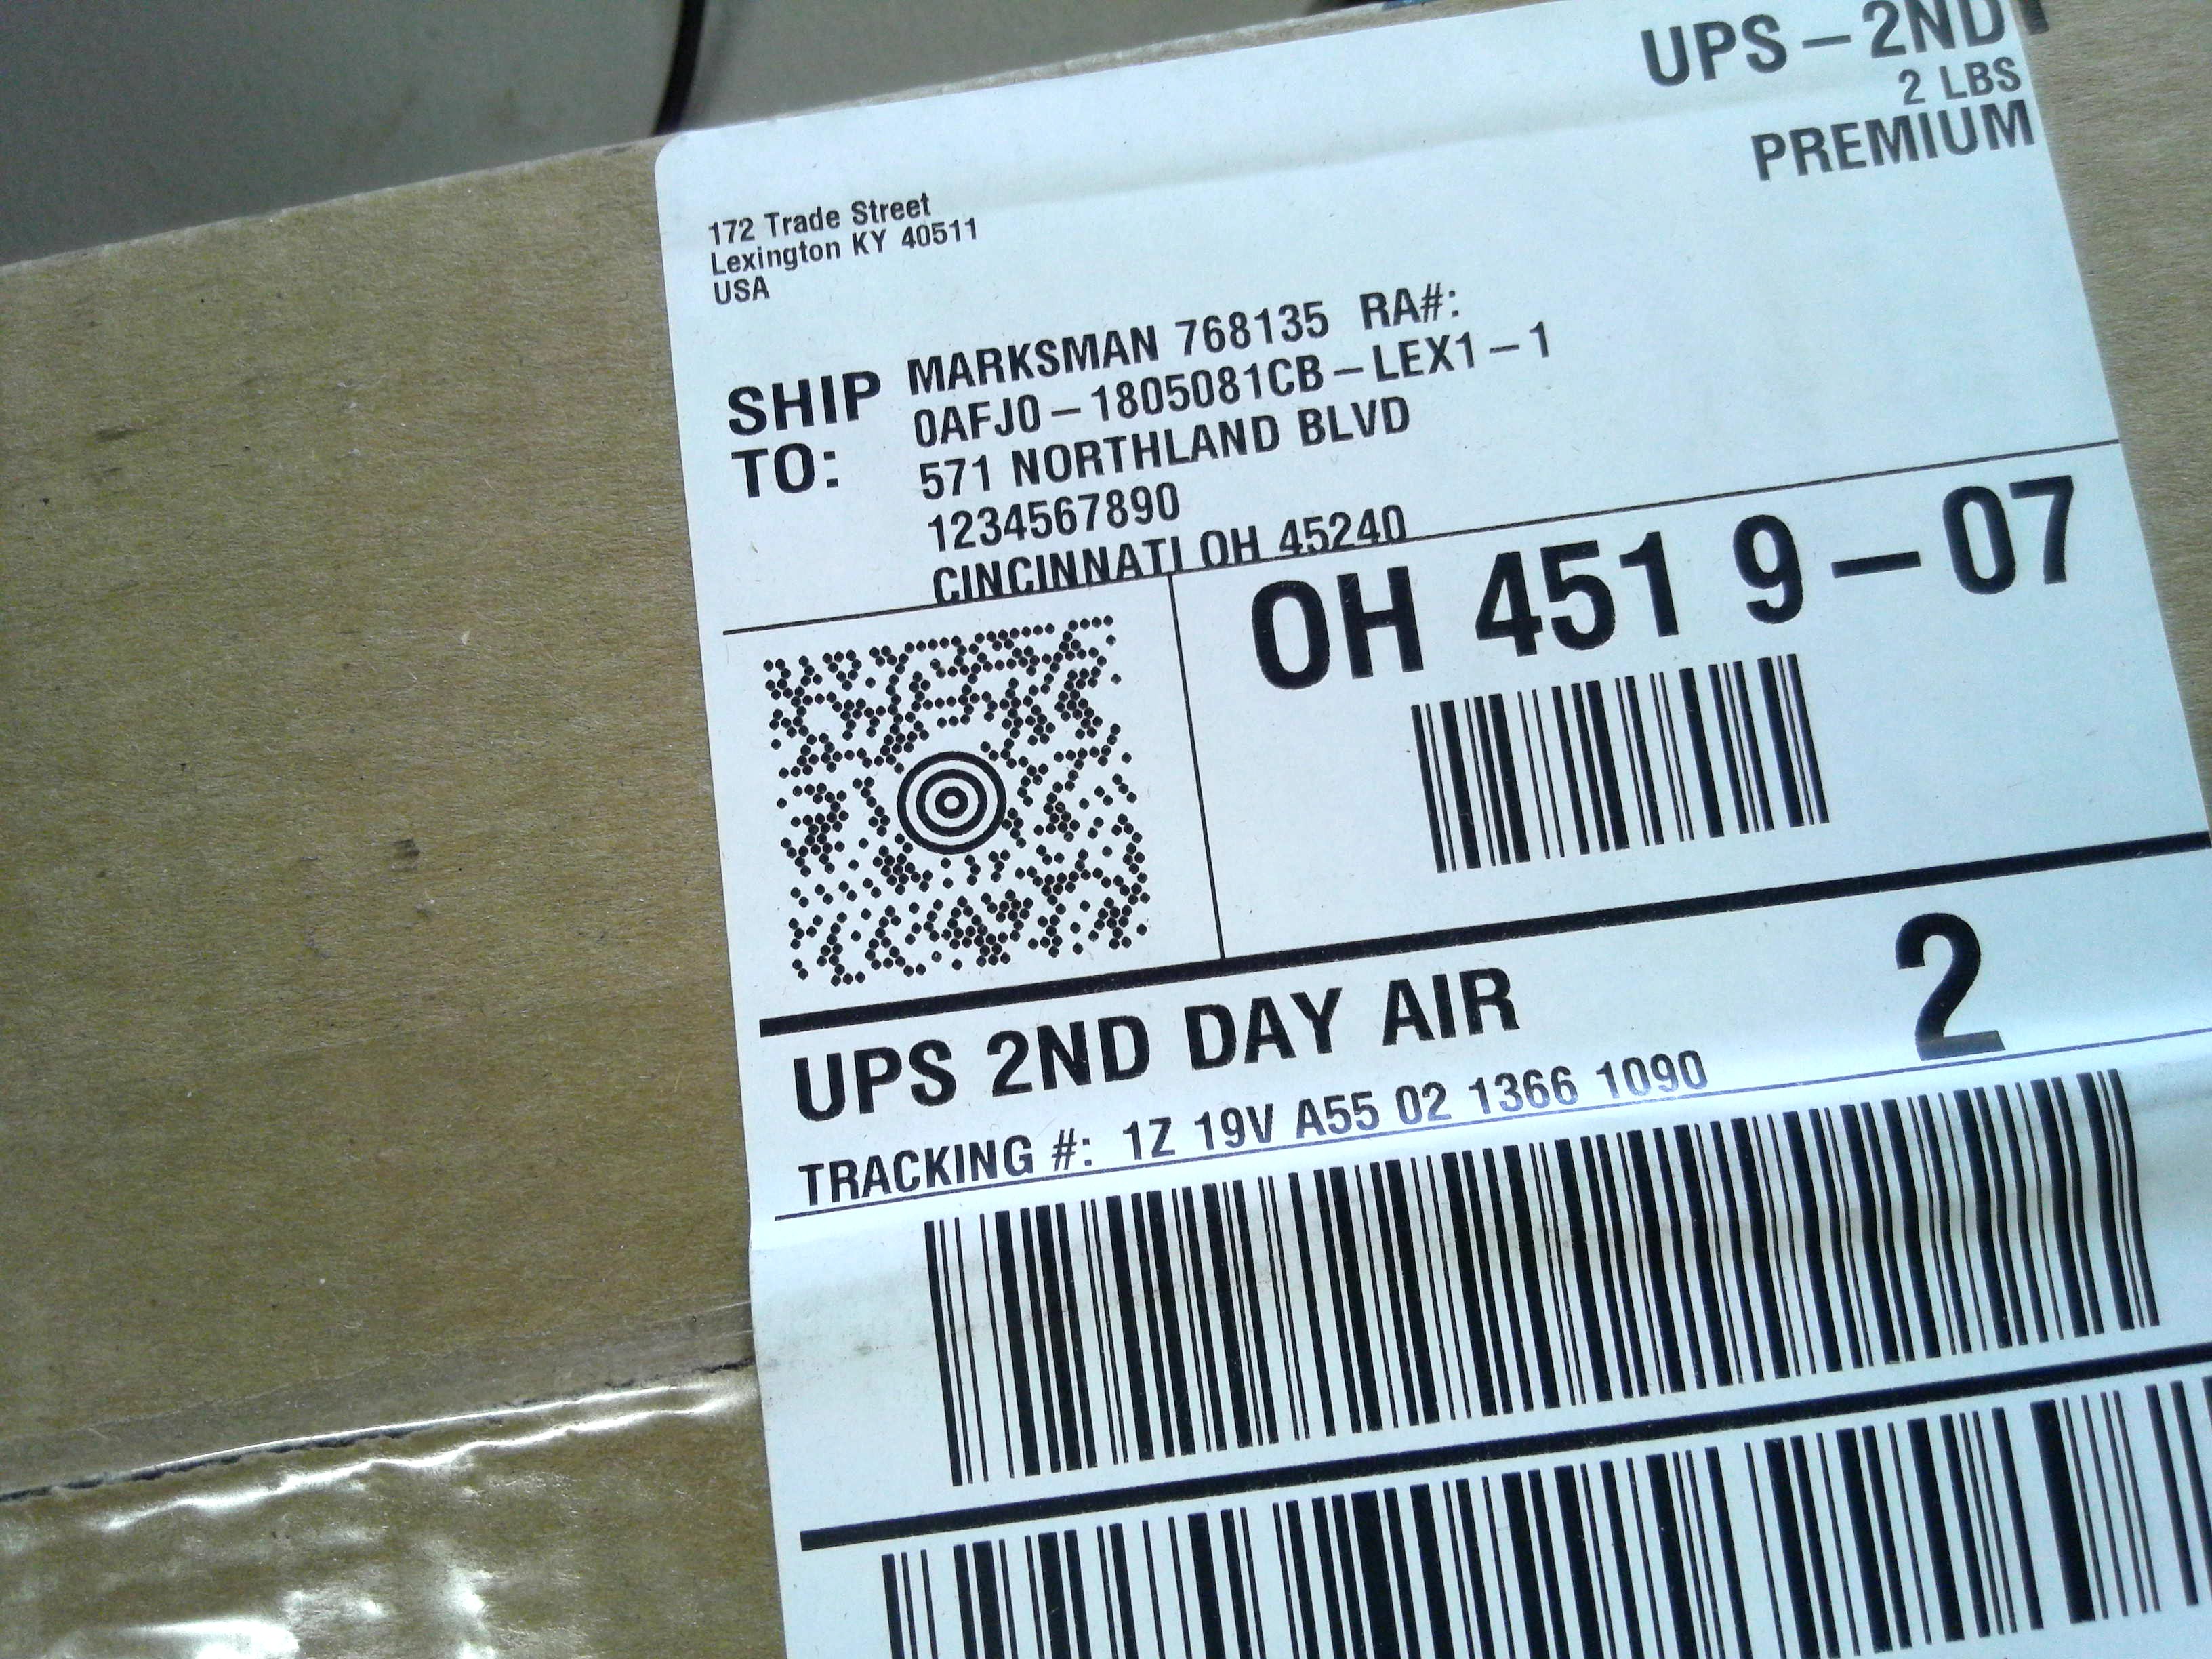 UPS – 2ND
2 LBS
PREMIUM
172 Trade Street
Lexington KY 40511
USA
SHIP TO:
MARKSMAN 768135 RA#:
0AFJ0 – 1805081CB – LEX1 – 1
571 NORTHLAND BLVD
1234567890
CINCINNATI OH 45240
OH 451 9 – 07
UPS 2ND DAY AIR
2
TRACKING #: 1Z 19V A55 02 1366 1090